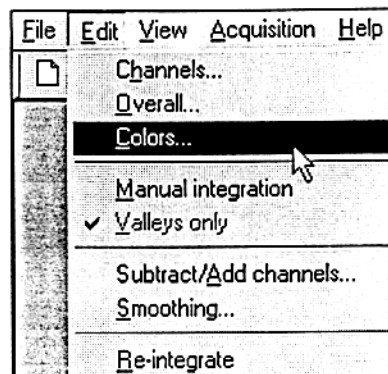 File Edit View Acquisition Help
Channels...
Overall...
Colors...
Manual integration
✓ Valleys only
Subtract/Add channels...
Smoothing...
Re-integrate